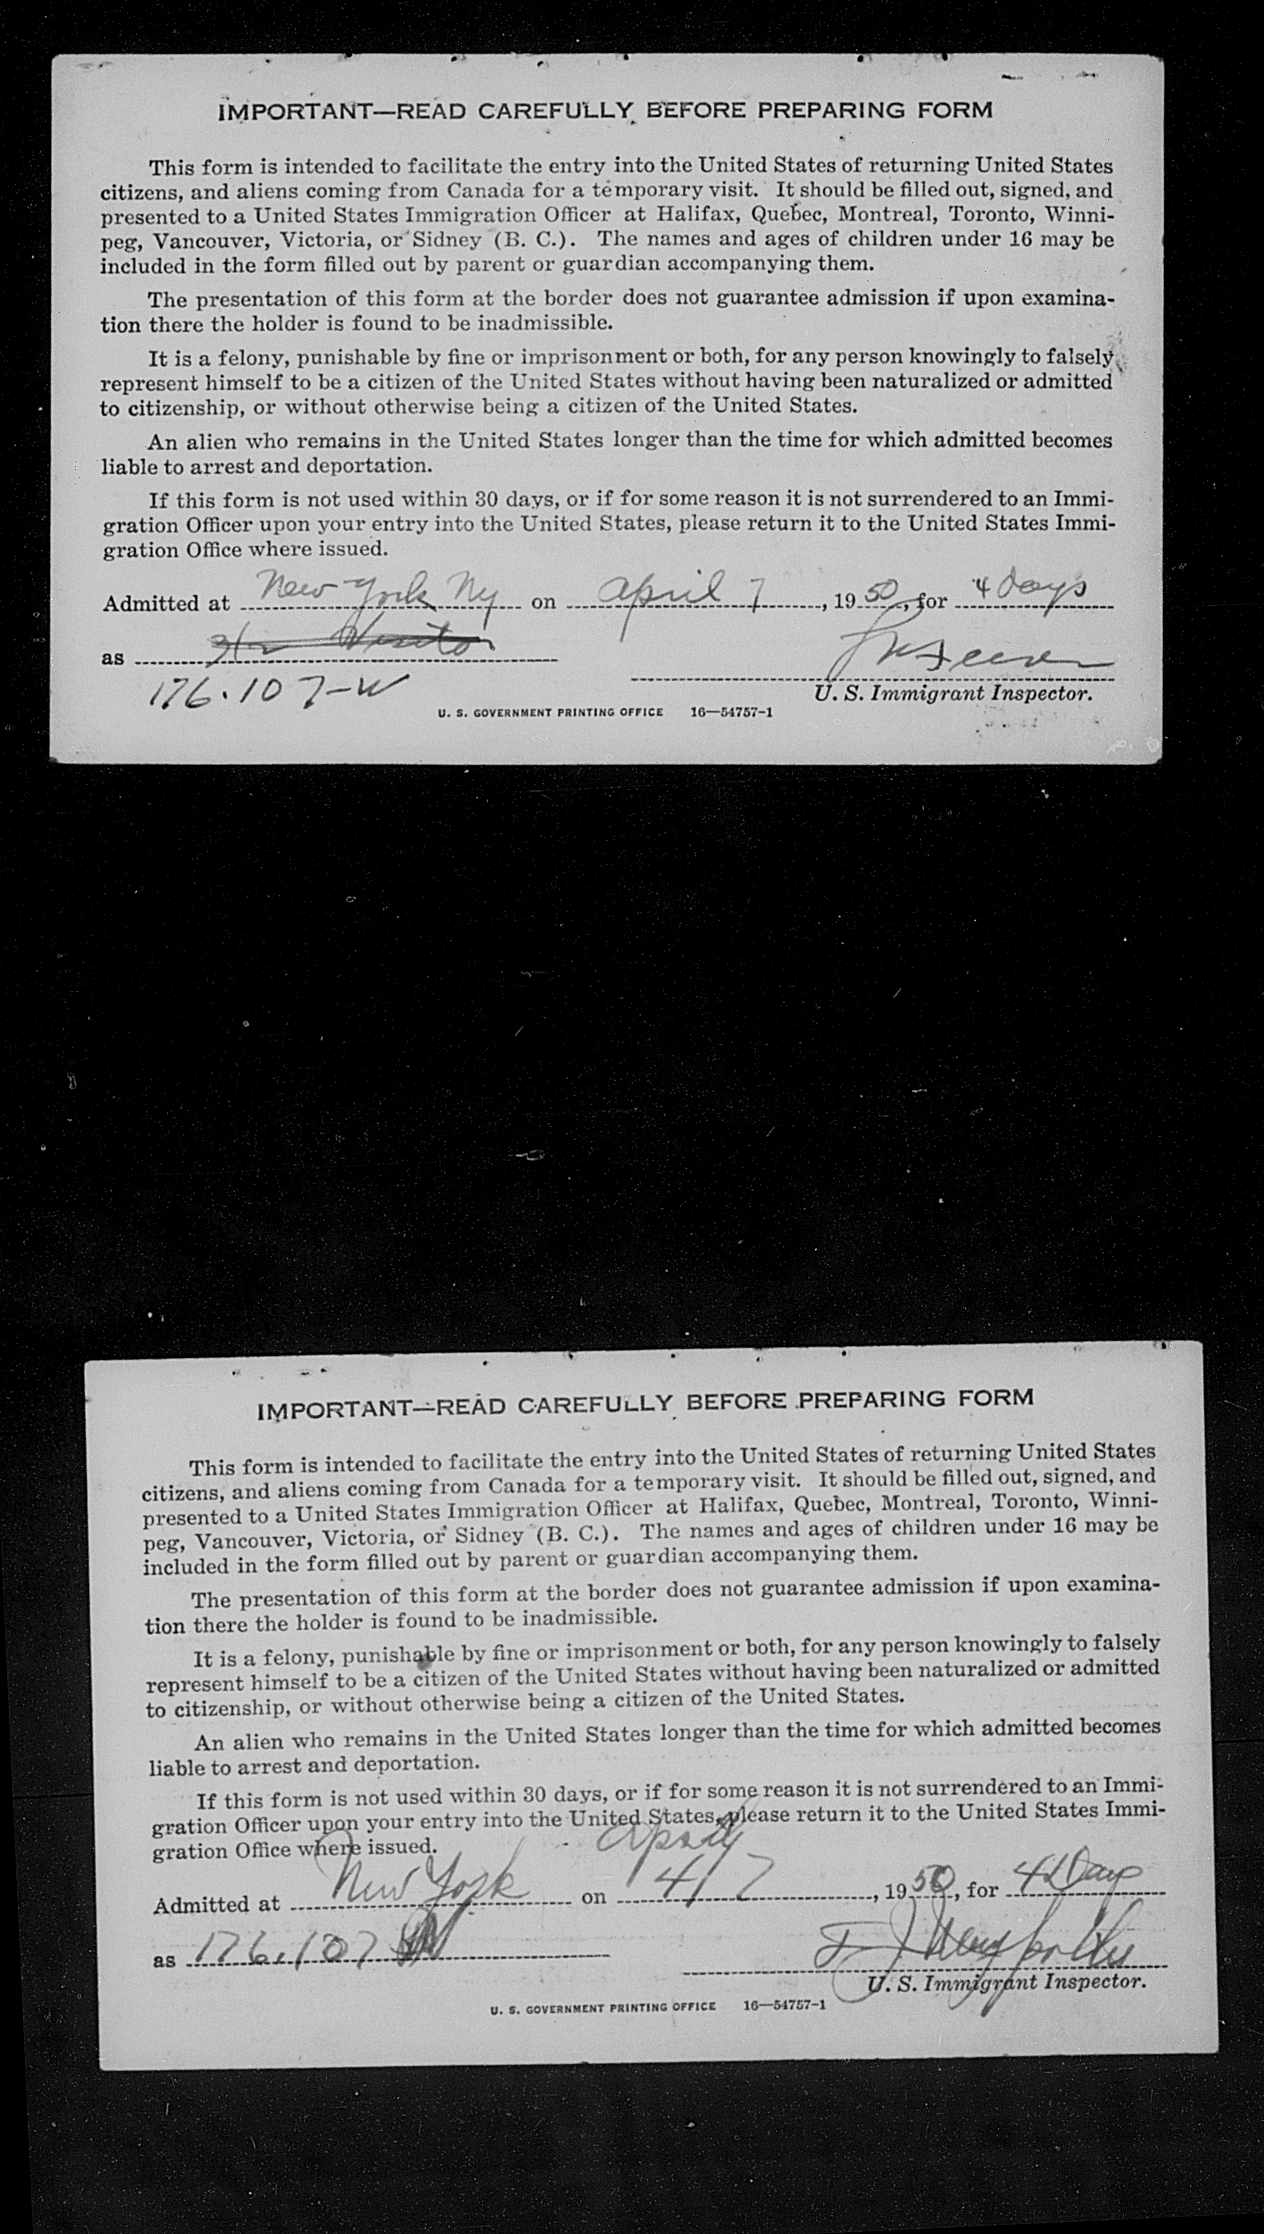 IMPORTANT—READ CAREFULLY BEFORE PREPARING FORM
This form is intended to facilitate the entry into the United States of returning United States
citizens, and aliens coming from Canada for a temporary visit. It should be filled out, signed, and
presented to a United States Immigration Officer at Halifax, Quebec, Montreal, Toronto, Winni-
peg, Vancouver, Victoria, or Sidney (B. C.). The names and ages of children under 16 may be
included in the form filled out by parent or guardian accompanying them.
The presentation of this form at the border does not guarantee admission if upon examina-
tion there the holder is found to be inadmissible.
It is a felony, punishable by fine or imprisonment or both, for any person knowingly to falsely
represent himself to be a citizen of the United States without having been naturalized or admitted
to citizenship, or without otherwise being a citizen of the United States.
An alien who remains in the United States longer than the time for which admitted becomes
liable to arrest and deportation.
If this form is not used within 30 days, or if for some reason it is not surrendered to an Immi-
gration Officer upon your entry into the United States, please return it to the United States Immi-
gration Office where issued.
Admitted at New York Ny on April 7, 1950, for 4 days
as Visitor
176.107-W
U. S. Immigrant Inspector.
U. S. GOVERNMENT PRINTING OFFICE 16—54757-1
IMPORTANT—READ CAREFULLY BEFORE PREPARING FORM
This form is intended to facilitate the entry into the United States of returning United States
citizens, and aliens coming from Canada for a temporary visit. It should be filled out, signed, and
presented to a United States Immigration Officer at Halifax, Quebec, Montreal, Toronto, Winni-
peg, Vancouver, Victoria, or Sidney (B. C.). The names and ages of children under 16 may be
included in the form filled out by parent or guardian accompanying them.
The presentation of this form at the border does not guarantee admission if upon examina-
tion there the holder is found to be inadmissible.
It is a felony, punishable by fine or imprisonment or both, for any person knowingly to falsely
represent himself to be a citizen of the United States without having been naturalized or admitted
to citizenship, or without otherwise being a citizen of the United States.
An alien who remains in the United States longer than the time for which admitted becomes
liable to arrest and deportation.
If this form is not used within 30 days, or if for some reason it is not surrendered to an Immi-
gration Officer upon your entry into the United States, please return it to the United States Immi-
gration Office where issued.
Admitted at New York on 4/7, 1950, for 4 Days
as 176.107
U. S. Immigrant Inspector.
U. S. GOVERNMENT PRINTING OFFICE 16—54757-1